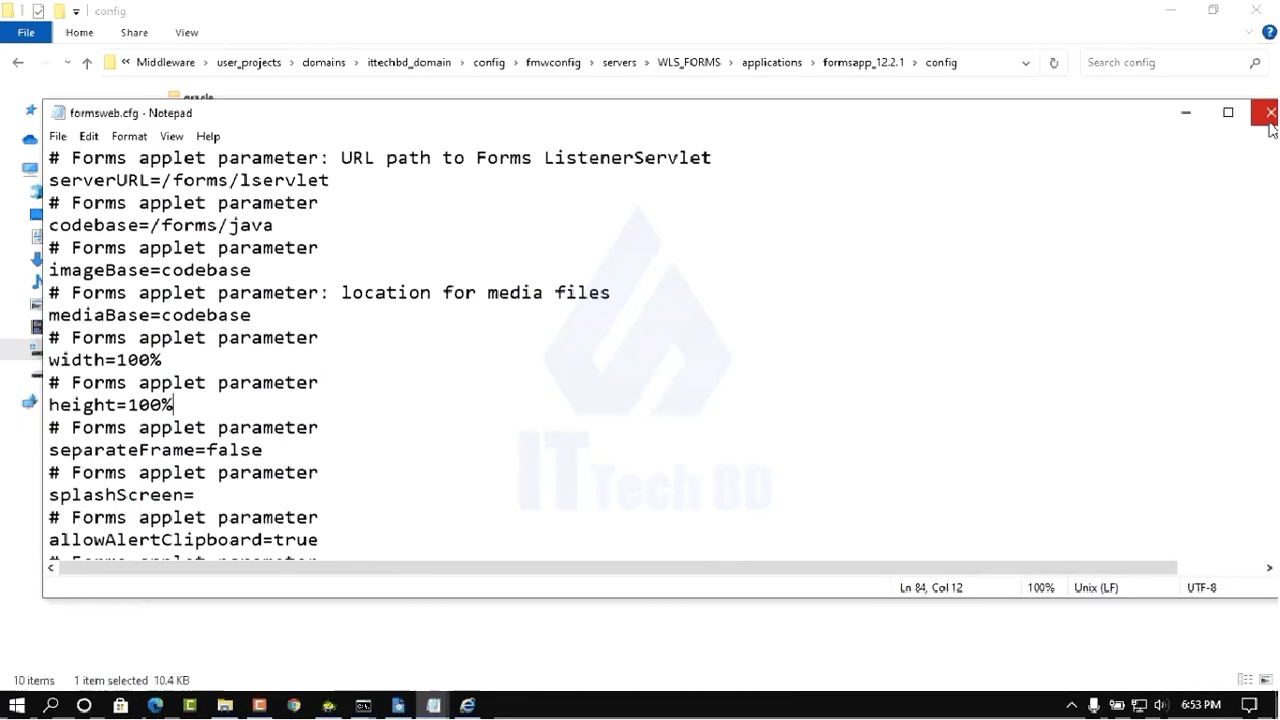 config
File Home Share View
Middleware user_projects domains ittechbd_domain config fmwconfig servers WLS_FORMS applications formsapp_12.2.1 config Search config
formsweb.cfg - Notepad
File Edit Format View Help
# Forms applet parameter: URL path to Forms ListenerServlet
serverURL=/forms/lservlet
# Forms applet parameter
codebase=/forms/java
# Forms applet parameter
imageBase=codebase
# Forms applet parameter: location for media files
mediaBase=codebase
# Forms applet parameter
width=100%
# Forms applet parameter
height=100%
# Forms applet parameter
separateFrame=false
# Forms applet parameter
splashScreen=
# Forms applet parameter
allowAlertClipboard=true
IT Tech BD
Ln 84, Col 12 100% Unix (LF) UTF-8
10 items 1 item selected 10.4 KB
6:53 PM